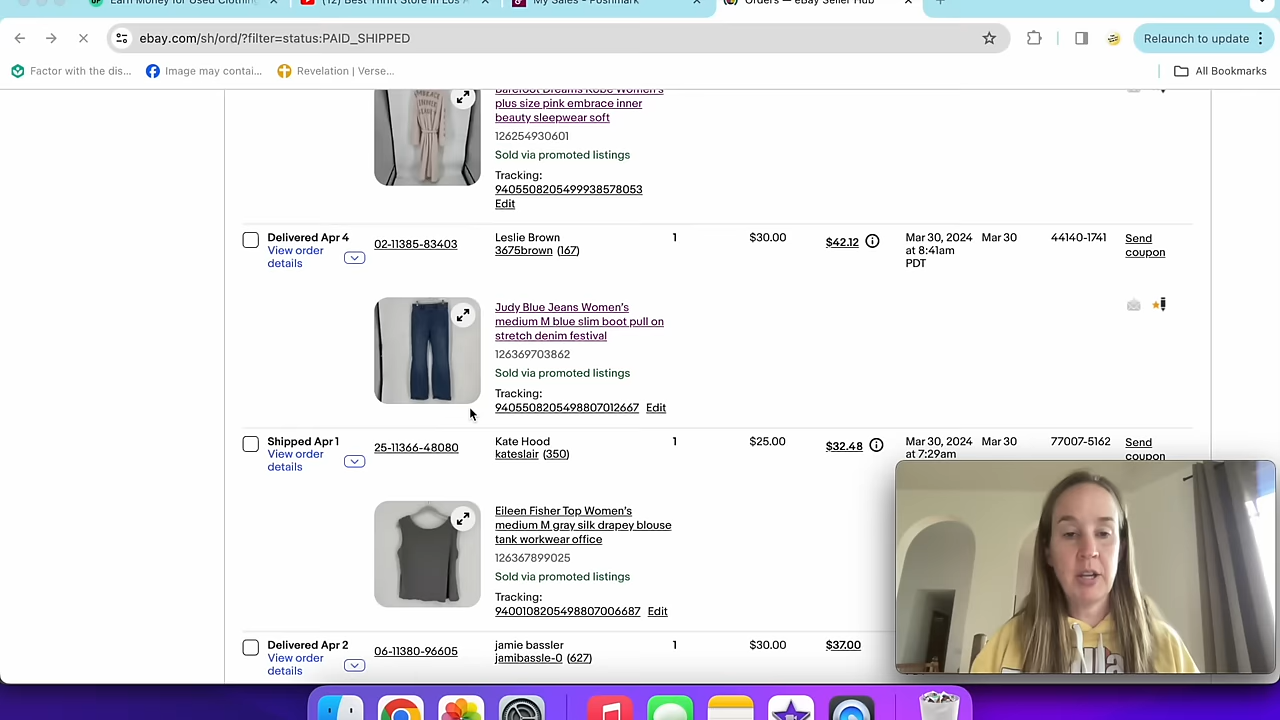 Earn Money for Used Clothin
(12) Best Thrift Store in Los A
My Sales - Poshmark
Orders — eBay Seller Hub
ebay.com/sh/ord/?filter=status:PAID_SHIPPED
Relaunch to update
Factor with the dis...
Image may contai...
Revelation | Verse...
All Bookmarks
Barefoot Dreams Robe Women's
plus size pink embrace inner
beauty sleepwear soft
126254930601
Sold via promoted listings
Tracking:
9405508205499938578053
Edit
Delivered Apr 4
View order
details
02-11385-83403
Leslie Brown
3675brown (167)
1
$30.00
$42.12
Mar 30, 2024
at 8:41am
PDT
Mar 30
44140-1741
Send
coupon
Judy Blue Jeans Women's
medium M blue slim boot pull on
stretch denim festival
126369703862
Sold via promoted listings
Tracking:
9405508205498807012667 Edit
Shipped Apr 1
View order
details
25-11366-48080
Kate Hood
kateslair (350)
1
$25.00
$32.48
Mar 30, 2024
at 7:29am
Mar 30
77007-5162
Send
coupon
Eileen Fisher Top Women's
medium M gray silk drapey blouse
tank workwear office
126367899025
Sold via promoted listings
Tracking:
9400108205498807006687 Edit
Delivered Apr 2
View order
details
06-11380-96605
jamie bassler
jamibassle-0 (627)
1
$30.00
$37.00